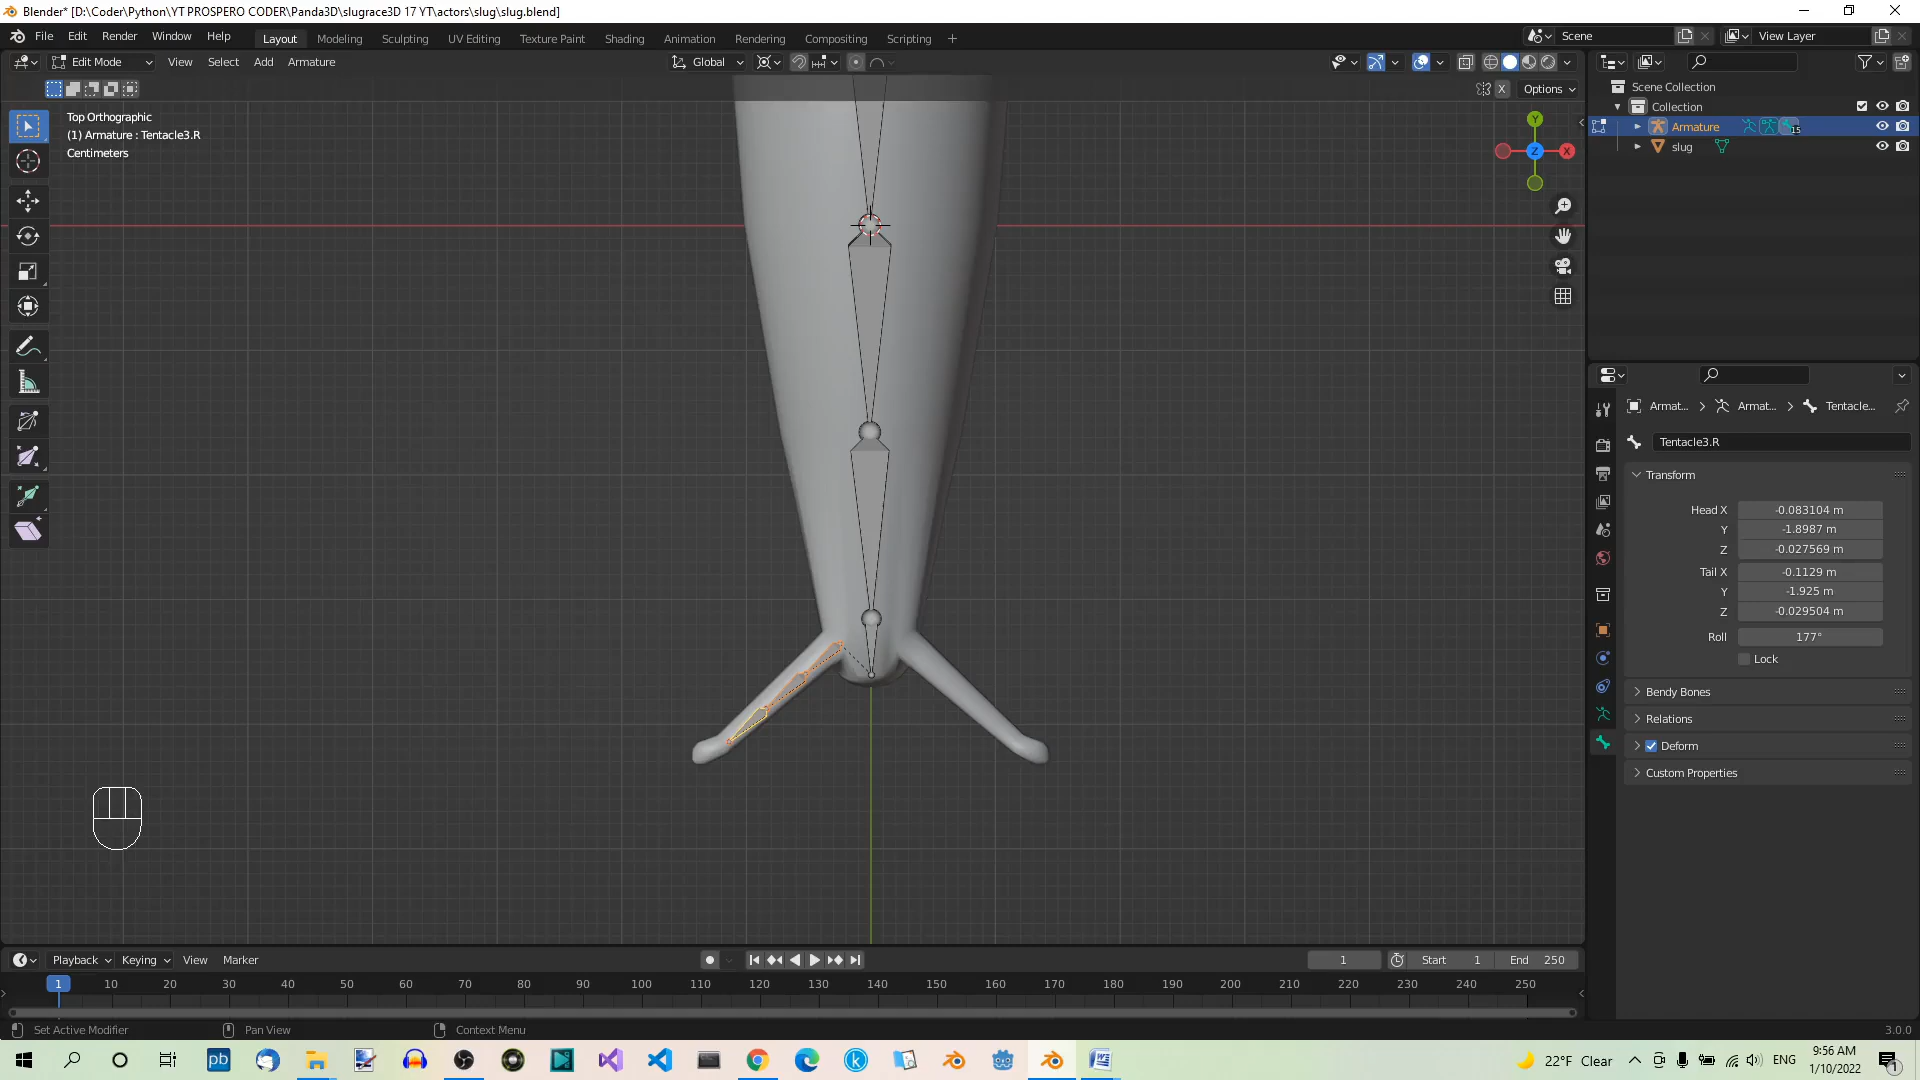 Blender* [D:\Coder\Python\YT PROSPERO CODER\Panda3D\slugrace3D 17 YT\actors\slug\slug.blend]
File Edit Render Window Help Layout Modeling Sculpting UV Editing Texture Paint Shading Animation Rendering Compositing Scripting + Scene View Layer
Edit Mode View Select Add Armature Global
X Options
Top Orthographic
(1) Armature : Tentacle3.R
Centimeters
Y
Z X
Scene Collection
Collection
Armature 15
slug
Armat... > Armat... > Tentacle...
Tentacle3.R
Transform
Head X -0.083104 m
Y -1.8987 m
Z -0.027569 m
Tail X -0.1129 m
Y -1.925 m
Z -0.029504 m
Roll 177°
Lock
Bendy Bones
Relations
Deform
Custom Properties
Playback Keying View Marker 1 Start 1 End 250
1 10 20 30 40 50 60 70 80 90 100 110 120 130 140 150 160 170 180 190 200 210 220 230 240 250
Set Active Modifier Pan View Context Menu 3.0.0
pb 22°F Clear ENG 9:56 AM
1/10/2022 1